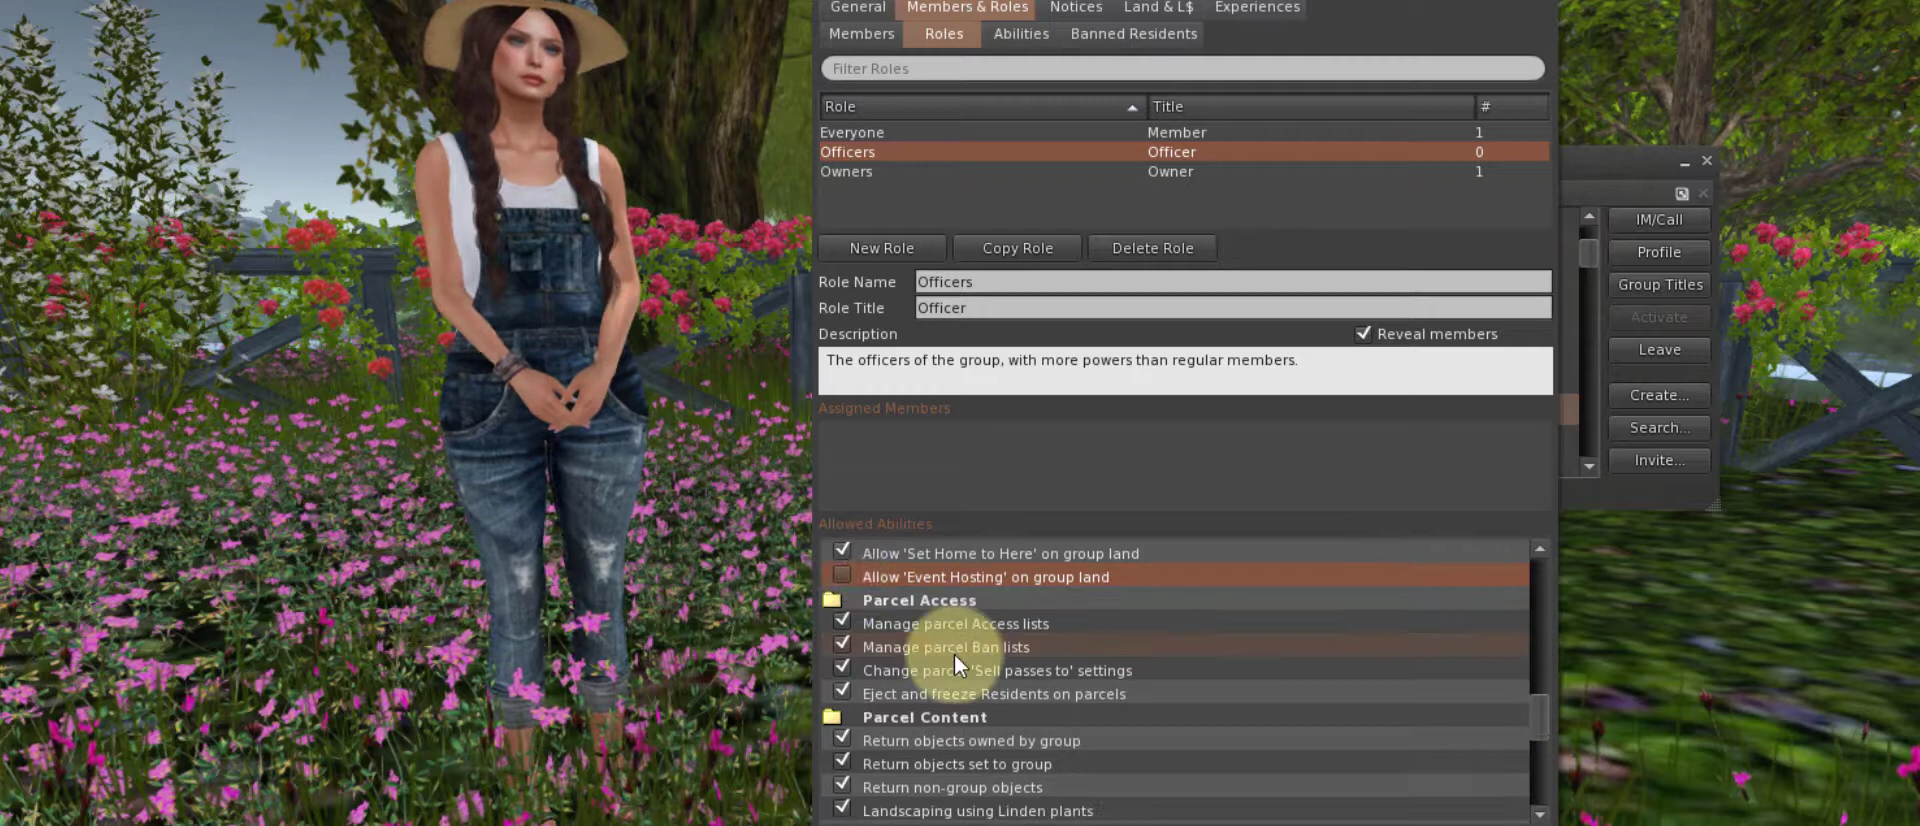 General Members & Roles Notices Land & L$ Experiences
Members Roles Abilities Banned Residents
Filter Roles
Role Title #
Everyone Member 1
Officers Officer 0
Owners Owner 1
New Role Copy Role Delete Role
Role Name Officers
Role Title Officer
Description Reveal members
The officers of the group, with more powers than regular members.
Assigned Members
Allowed Abilities
Allow 'Set Home to Here' on group land
Allow 'Event Hosting' on group land
Parcel Access
Manage parcel Access lists
Manage parcel Ban lists
Change parcel 'Sell passes to' settings
Eject and freeze Residents on parcels
Parcel Content
Return objects owned by group
Return objects set to group
Return non-group objects
Landscaping using Linden plants
IM/Call
Profile
Group Titles
Activate
Leave
Create...
Search...
Invite...